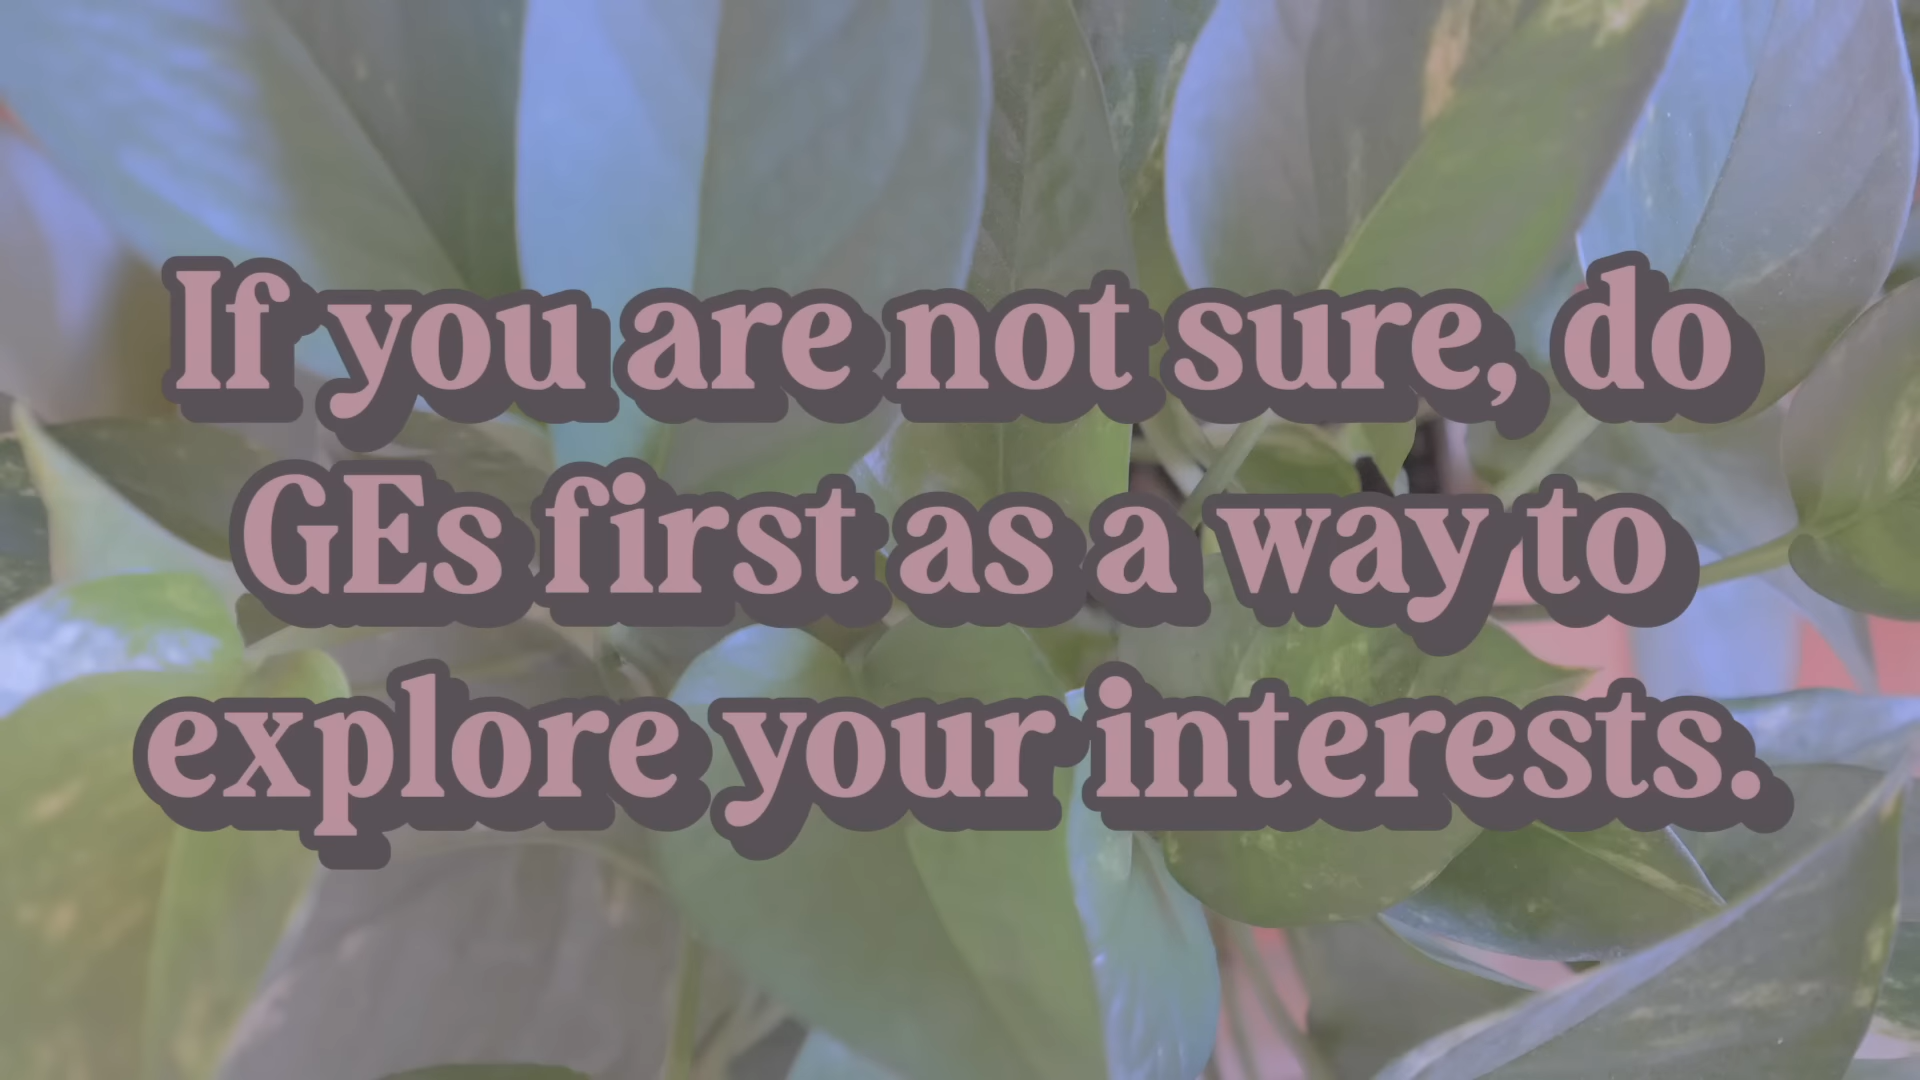 If you are not sure, do
GEs first as a way to
explore your interests.